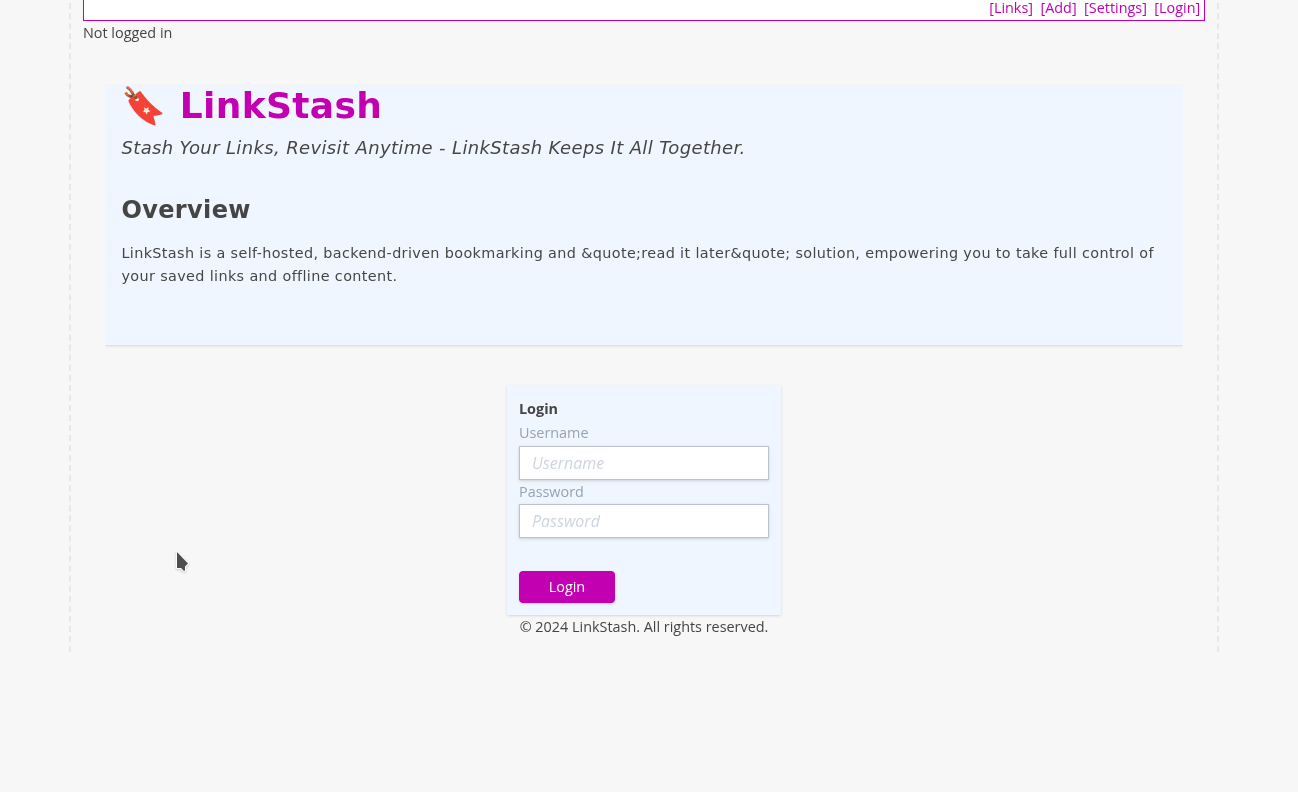 [Links] [Add] [Settings] [Login]
Not logged in
LinkStash
Stash Your Links, Revisit Anytime - LinkStash Keeps It All Together.
Overview
LinkStash is a self-hosted, backend-driven bookmarking and &quote;read it later&quote; solution, empowering you to take full control of
your saved links and offline content.
Login
Username
Username
Password
Password
Login
© 2024 LinkStash. All rights reserved.